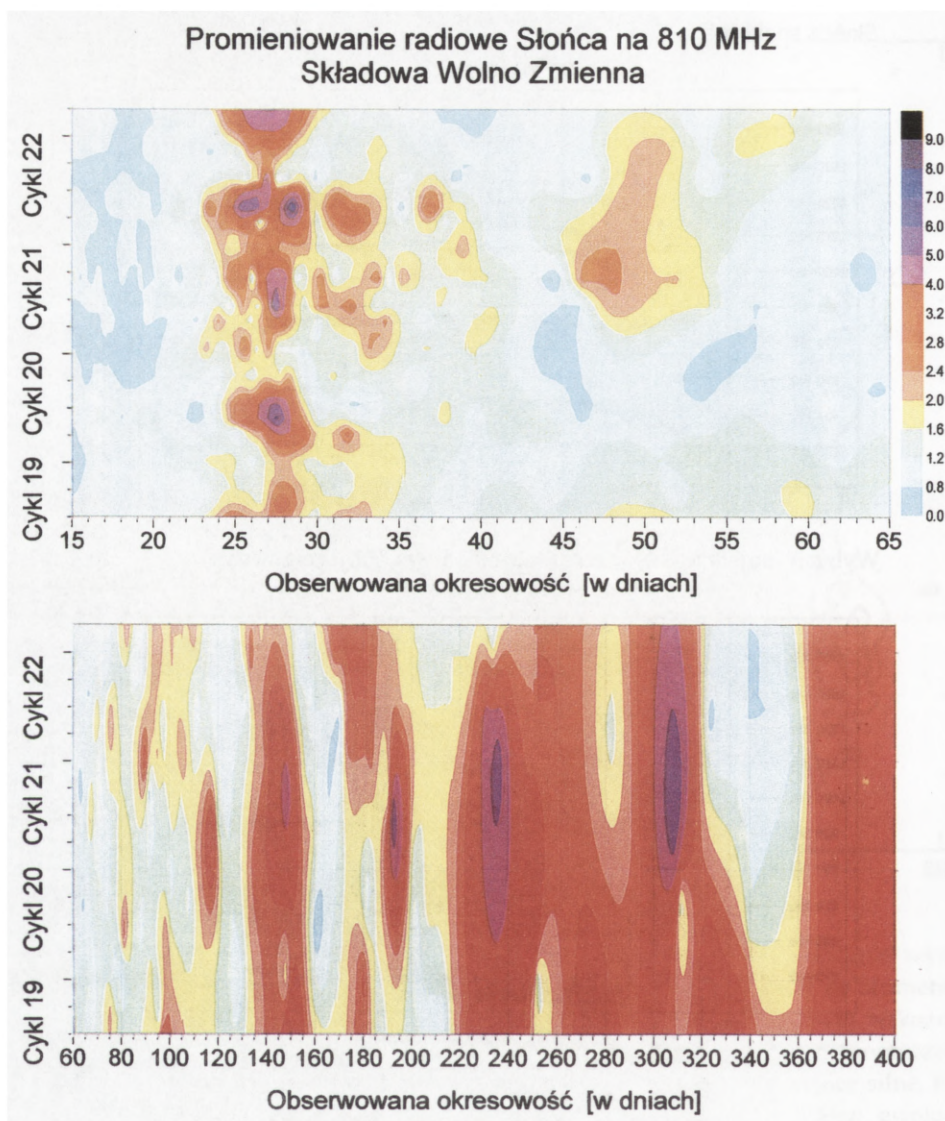 Promieniowanie radiowe Słońca na 810 MHz
Składowa Wolno Zmienna
Cykl 22
Cykl 21
Cykl 20
Cykl 19
15 20 25 30 35 40 45 50 55 60 65
Obserwowana okresowość [w dniach]
9.0
8.0
7.0
6.0
5.0
4.0
3.2
2.8
2.4
2.0
1.6
1.2
0.8
0.0
Cykl 22
Cykl 21
Cykl 20
Cykl 19
60 80 100 120 140 160 180 200 220 240 260 280 300 320 340 360 380 400
Obserwowana okresowość [w dniach]